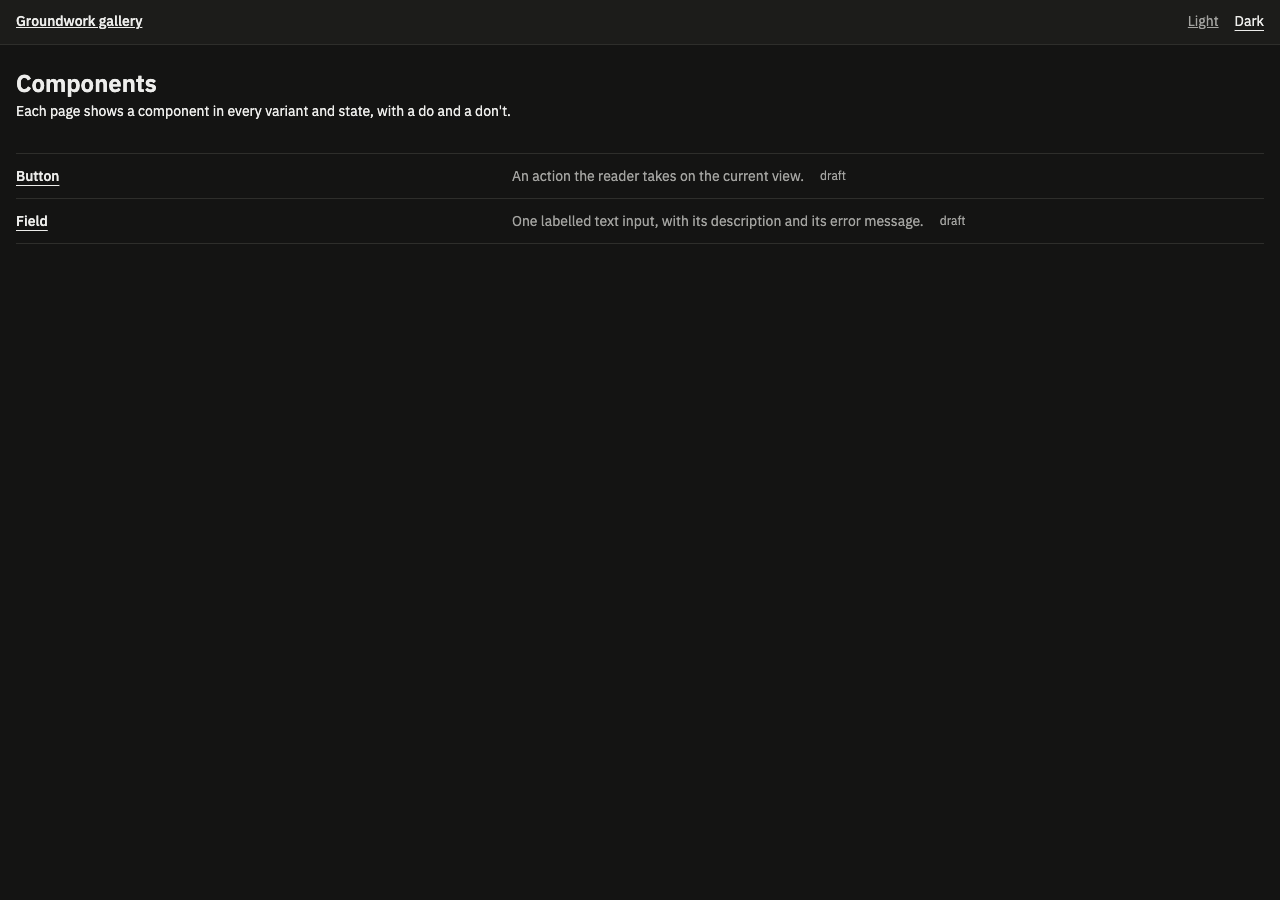 Groundwork gallery
Light Dark
Components
Each page shows a component in every variant and state, with a do and a don't.
Button An action the reader takes on the current view. draft
Field One labelled text input, with its description and its error message. draft